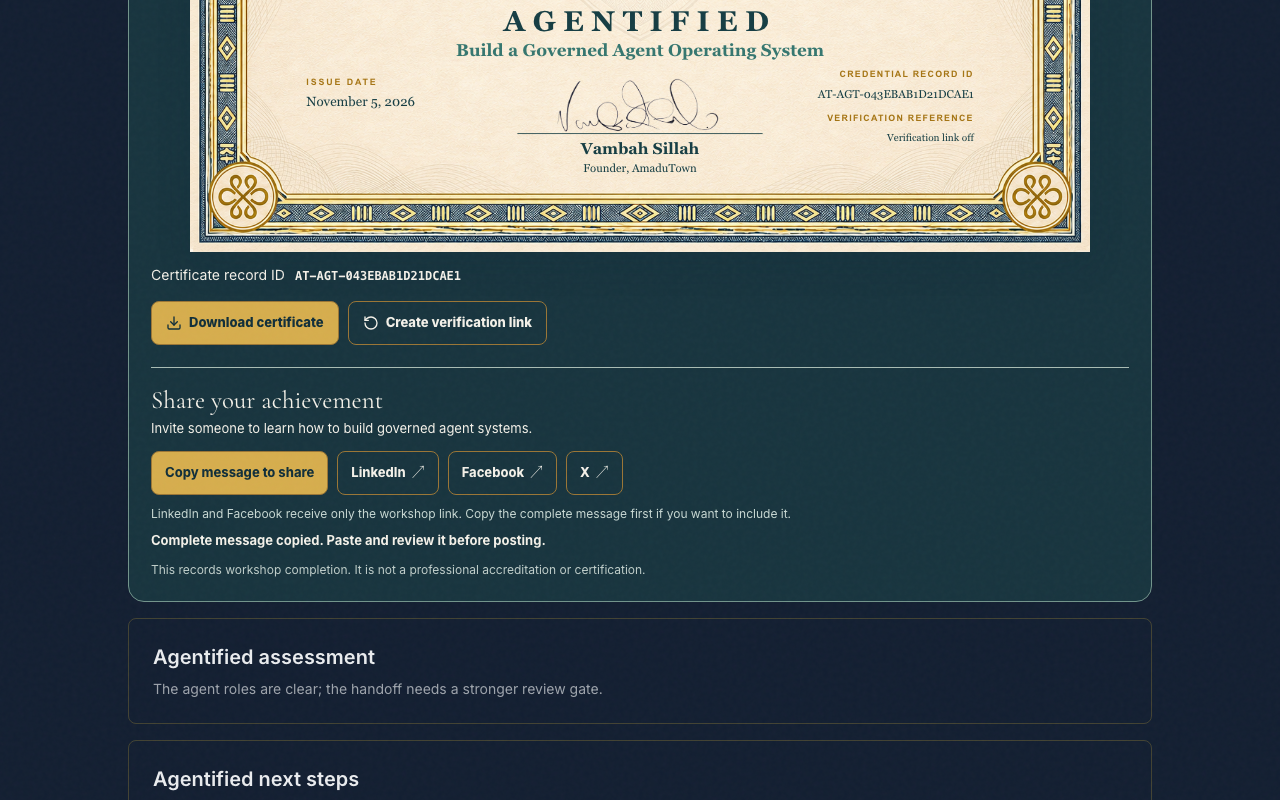 AGENTIFIED
Build a Governed Agent Operating System
ISSUE DATE
November 5, 2026
CREDENTIAL RECORD ID
AT-AGT-043EBAB1D21DCAE1
VERIFICATION REFERENCE
Verification link off
Vambah Sillah
Founder, AmaduTown
Certificate record ID AT-AGT-043EBAB1D21DCAE1
Download certificate
Create verification link
Share your achievement
Invite someone to learn how to build governed agent systems.
Copy message to share
LinkedIn
Facebook
X
LinkedIn and Facebook receive only the workshop link. Copy the complete message first if you want to include it.
Complete message copied. Paste and review it before posting.
This records workshop completion. It is not a professional accreditation or certification.
Agentified assessment
The agent roles are clear; the handoff needs a stronger review gate.
Agentified next steps